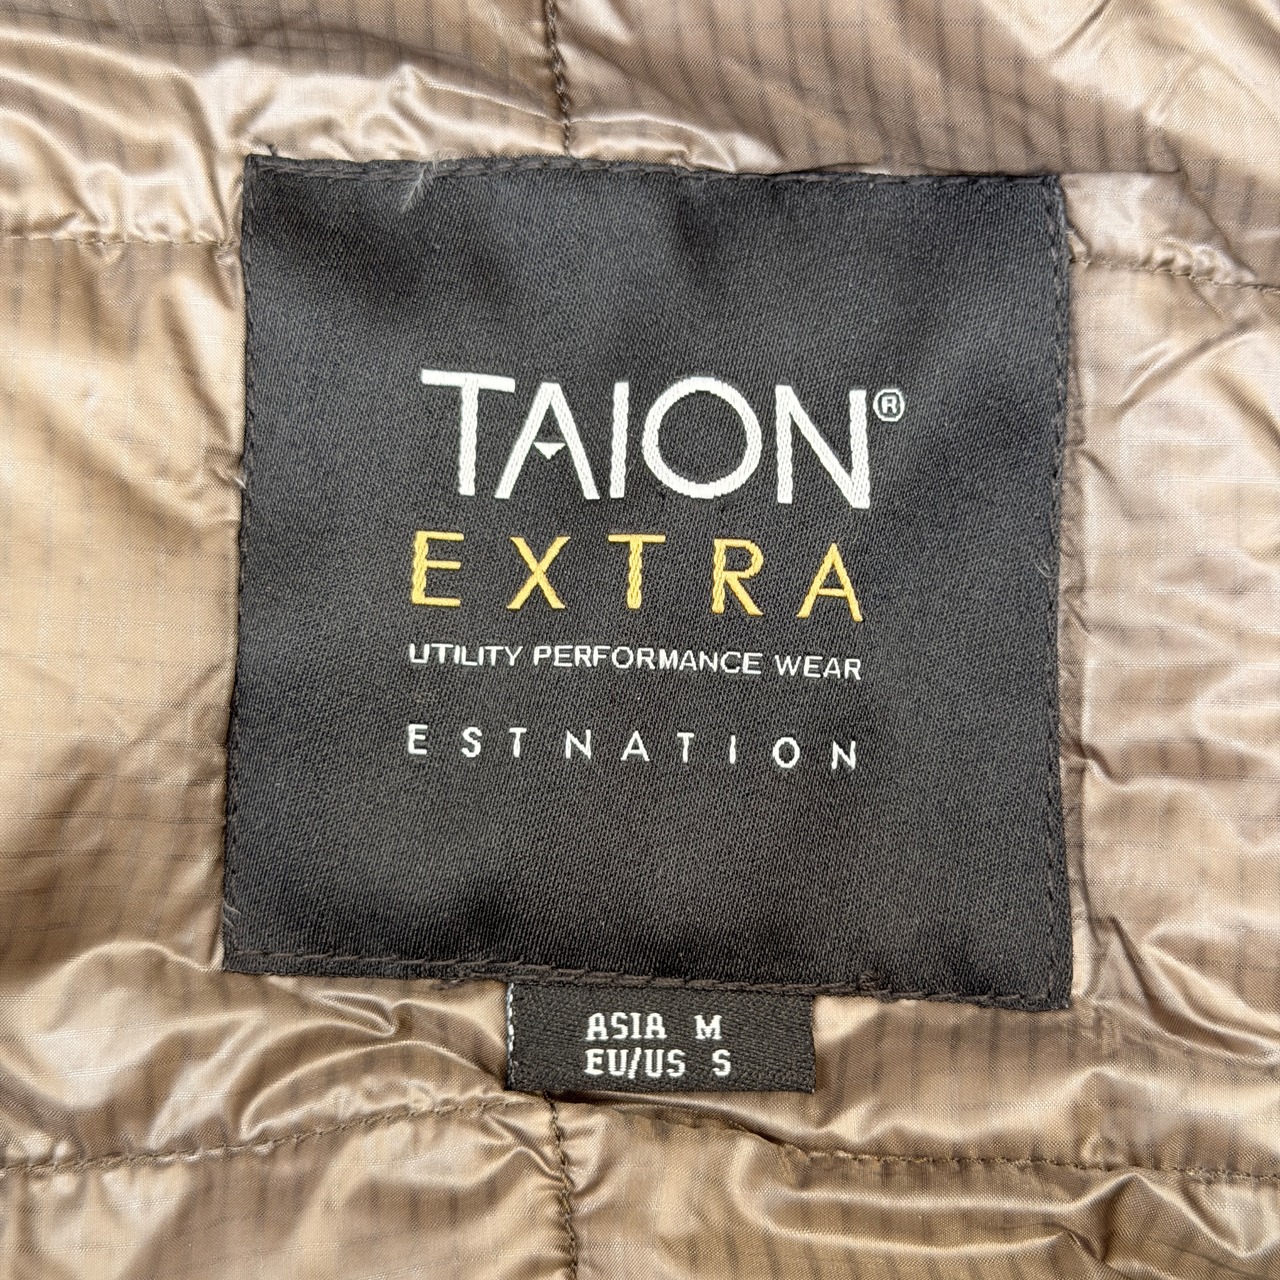 TAION®
EXTRA
UTILITY PERFORMANCE WEAR
ESTNATION
ASIA M
EU/US S